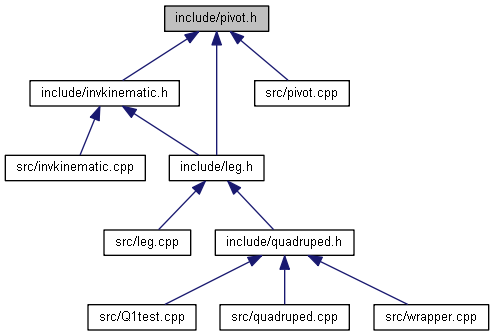 include/pivot.h
include/invkinematic.h
src/pivot.cpp
src/invkinematic.cpp
include/leg.h
src/leg.cpp
include/quadruped.h
src/Q1test.cpp
src/quadruped.cpp
src/wrapper.cpp